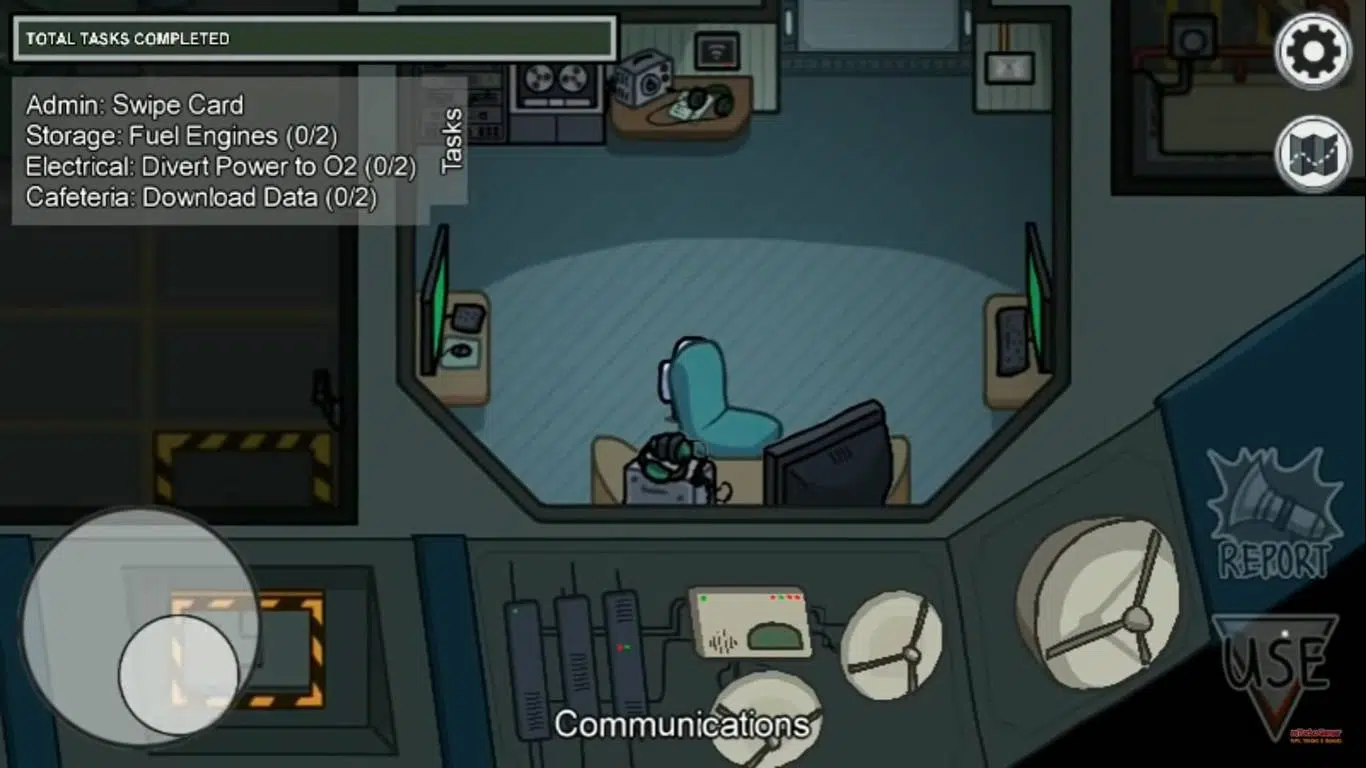 TOTAL TASKS COMPLETED
Admin: Swipe Card
Storage: Fuel Engines (0/2)
Electrical: Divert Power to O2 (0/2)
Cafeteria: Download Data (0/2)
Tasks
REPORT
USE
Communications